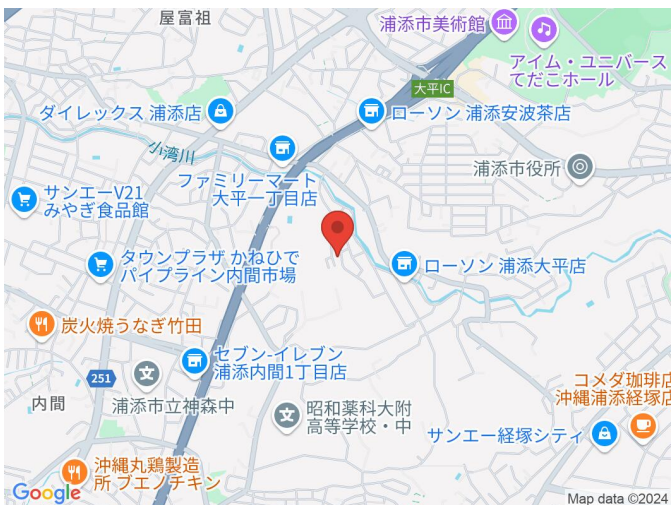 屋富祖
浦添市美術館
アイム・ユニバース
てだこホール
大平IC
ダイレックス 浦添店
ローソン 浦添安波茶店
小湾川
ファミリーマート
大平一丁目店
浦添市役所
サンエーV21
みやぎ食品館
タウンプラザ かねひで
パイプライン内間市場
ローソン 浦添大平店
炭火焼うなぎ竹田
セブン-イレブン
浦添内間1丁目店
251
内間
浦添市立神森中
昭和薬科大附
高等学校・中
コメダ珈琲店
沖縄浦添経塚店
サンエー経塚シティ
沖縄丸鶏製造
所 ブエノチキン
Google
Map data ©2024